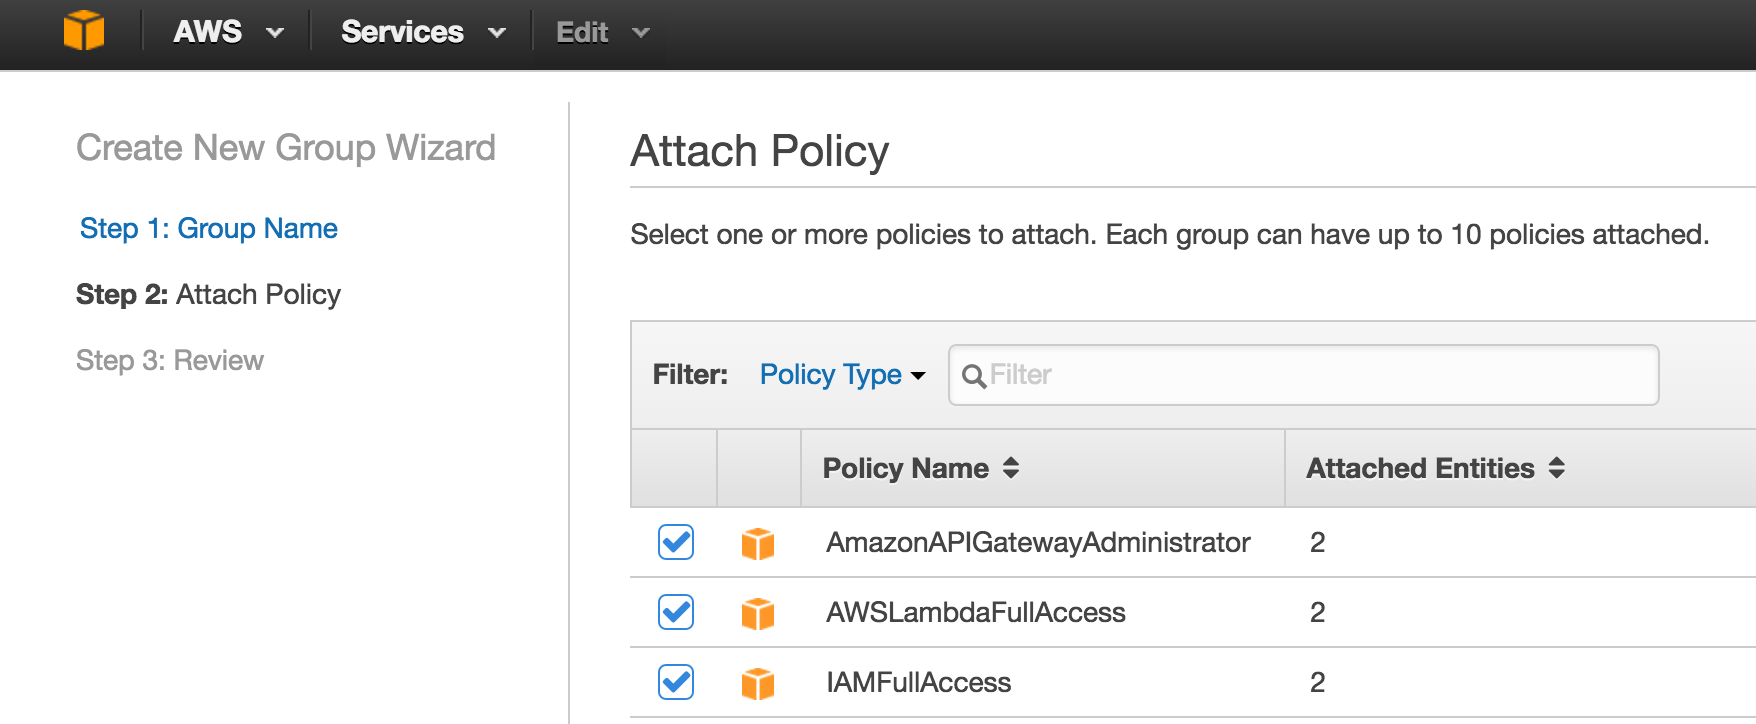 AWS Services Edit
Create New Group Wizard
Step 1: Group Name
Step 2: Attach Policy
Step 3: Review
Attach Policy
Select one or more policies to attach. Each group can have up to 10 policies attached.
Filter: Policy Type Filter
Policy Name Attached Entities
AmazonAPIGatewayAdministrator 2
AWSLambdaFullAccess 2
IAMFullAccess 2